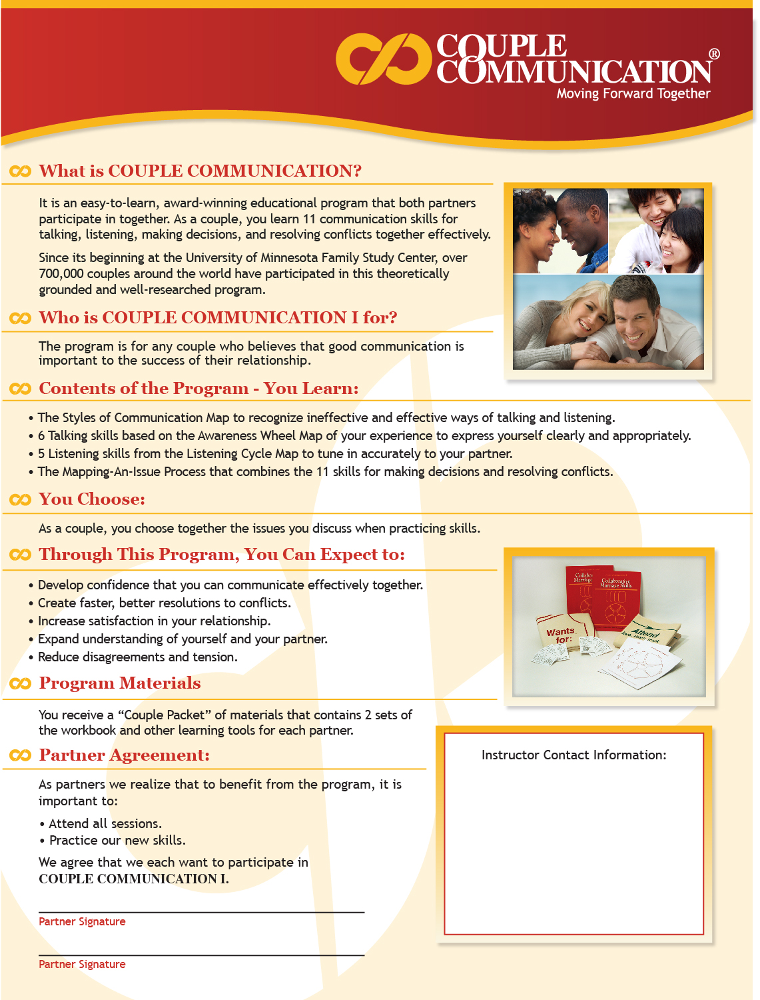 COUPLE
COMMUNICATION®
Moving Forward Together
What is COUPLE COMMUNICATION?
It is an easy-to-learn, award-winning educational program that both partners
participate in together. As a couple, you learn 11 communication skills for
talking, listening, making decisions, and resolving conflicts together effectively.
Since its beginning at the University of Minnesota Family Study Center, over
700,000 couples around the world have participated in this theoretically
grounded and well-researched program.
Who is COUPLE COMMUNICATION I for?
The program is for any couple who believes that good communication is
important to the success of their relationship.
Contents of the Program - You Learn:
• The Styles of Communication Map to recognize ineffective and effective ways of talking and listening.
• 6 Talking skills based on the Awareness Wheel Map of your experience to express yourself clearly and appropriately.
• 5 Listening skills from the Listening Cycle Map to tune in accurately to your partner.
• The Mapping-An-Issue Process that combines the 11 skills for making decisions and resolving conflicts.
You Choose:
As a couple, you choose together the issues you discuss when practicing skills.
Through This Program, You Can Expect to:
• Develop confidence that you can communicate effectively together.
• Create faster, better resolutions to conflicts.
• Increase satisfaction in your relationship.
• Expand understanding of yourself and your partner.
• Reduce disagreements and tension.
Collabo
Marriage
Collaborative
Marriage Skills
Wants
for:
Attend
Program Materials
You receive a “Couple Packet” of materials that contains 2 sets of
the workbook and other learning tools for each partner.
Partner Agreement:
As partners we realize that to benefit from the program, it is
important to:
• Attend all sessions.
• Practice our new skills.
We agree that we each want to participate in
COUPLE COMMUNICATION I.
Partner Signature
Partner Signature
Instructor Contact Information: